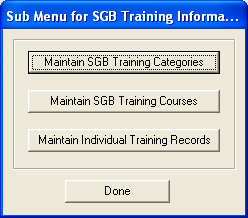 Sub Menu for SGB Training Informa...
Maintain SGB Training Categories
Maintain SGB Training Courses
Maintain Individual Training Records
Done